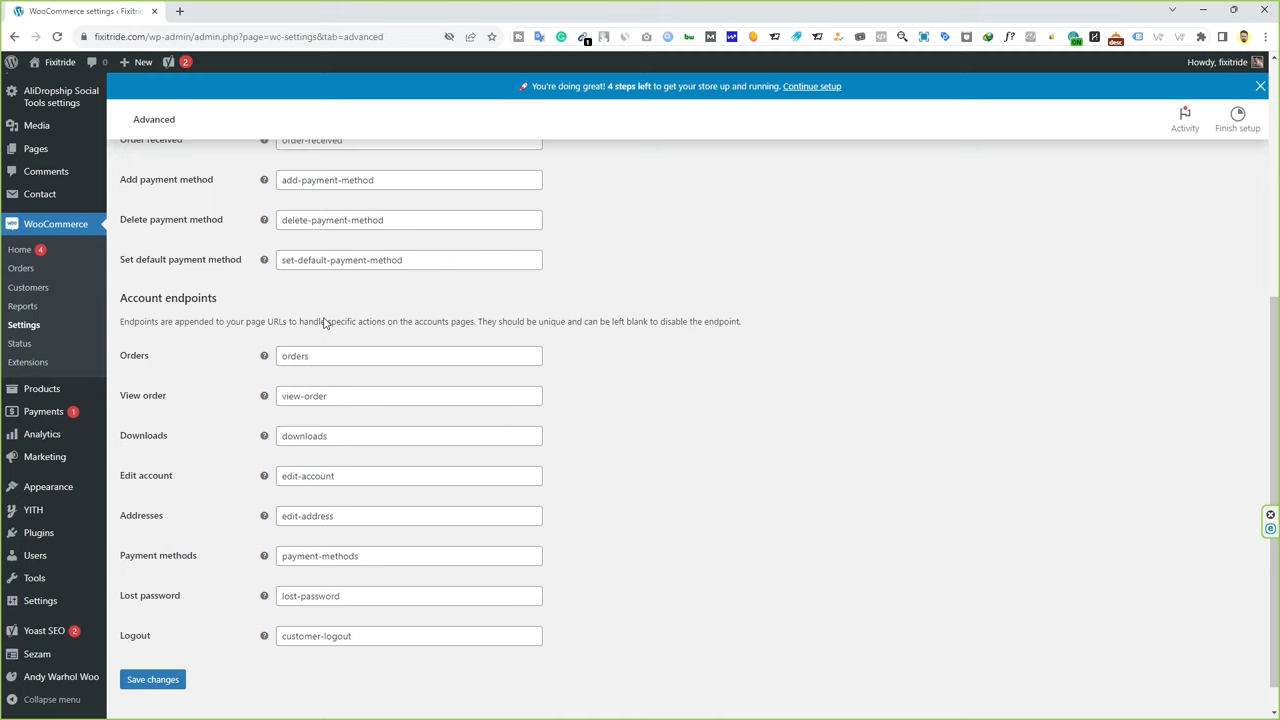 WooCommerce settings ‹ Fixitride
fixitride.com/wp-admin/admin.php?page=wc-settings&tab=advanced
Fixitride
0
New
2
Howdy, fixitride
AliDropship Social
Tools settings
Media
Pages
Comments
Contact
WooCommerce
Home 4
Orders
Customers
Reports
Settings
Status
Extensions
Products
Payments 1
Analytics
Marketing
Appearance
YITH
Plugins
Users
Tools
Settings
Yoast SEO 2
Sezam
Andy Warhol Woo
Collapse menu
You're doing great! 4 steps left to get your store up and running. Continue setup
Advanced
Activity
Finish setup
Order received
order-received
Add payment method
add-payment-method
Delete payment method
delete-payment-method
Set default payment method
set-default-payment-method
Account endpoints
Endpoints are appended to your page URLs to handle specific actions on the accounts pages. They should be unique and can be left blank to disable the endpoint.
Orders
orders
View order
view-order
Downloads
downloads
Edit account
edit-account
Addresses
edit-address
Payment methods
payment-methods
Lost password
lost-password
Logout
customer-logout
Save changes